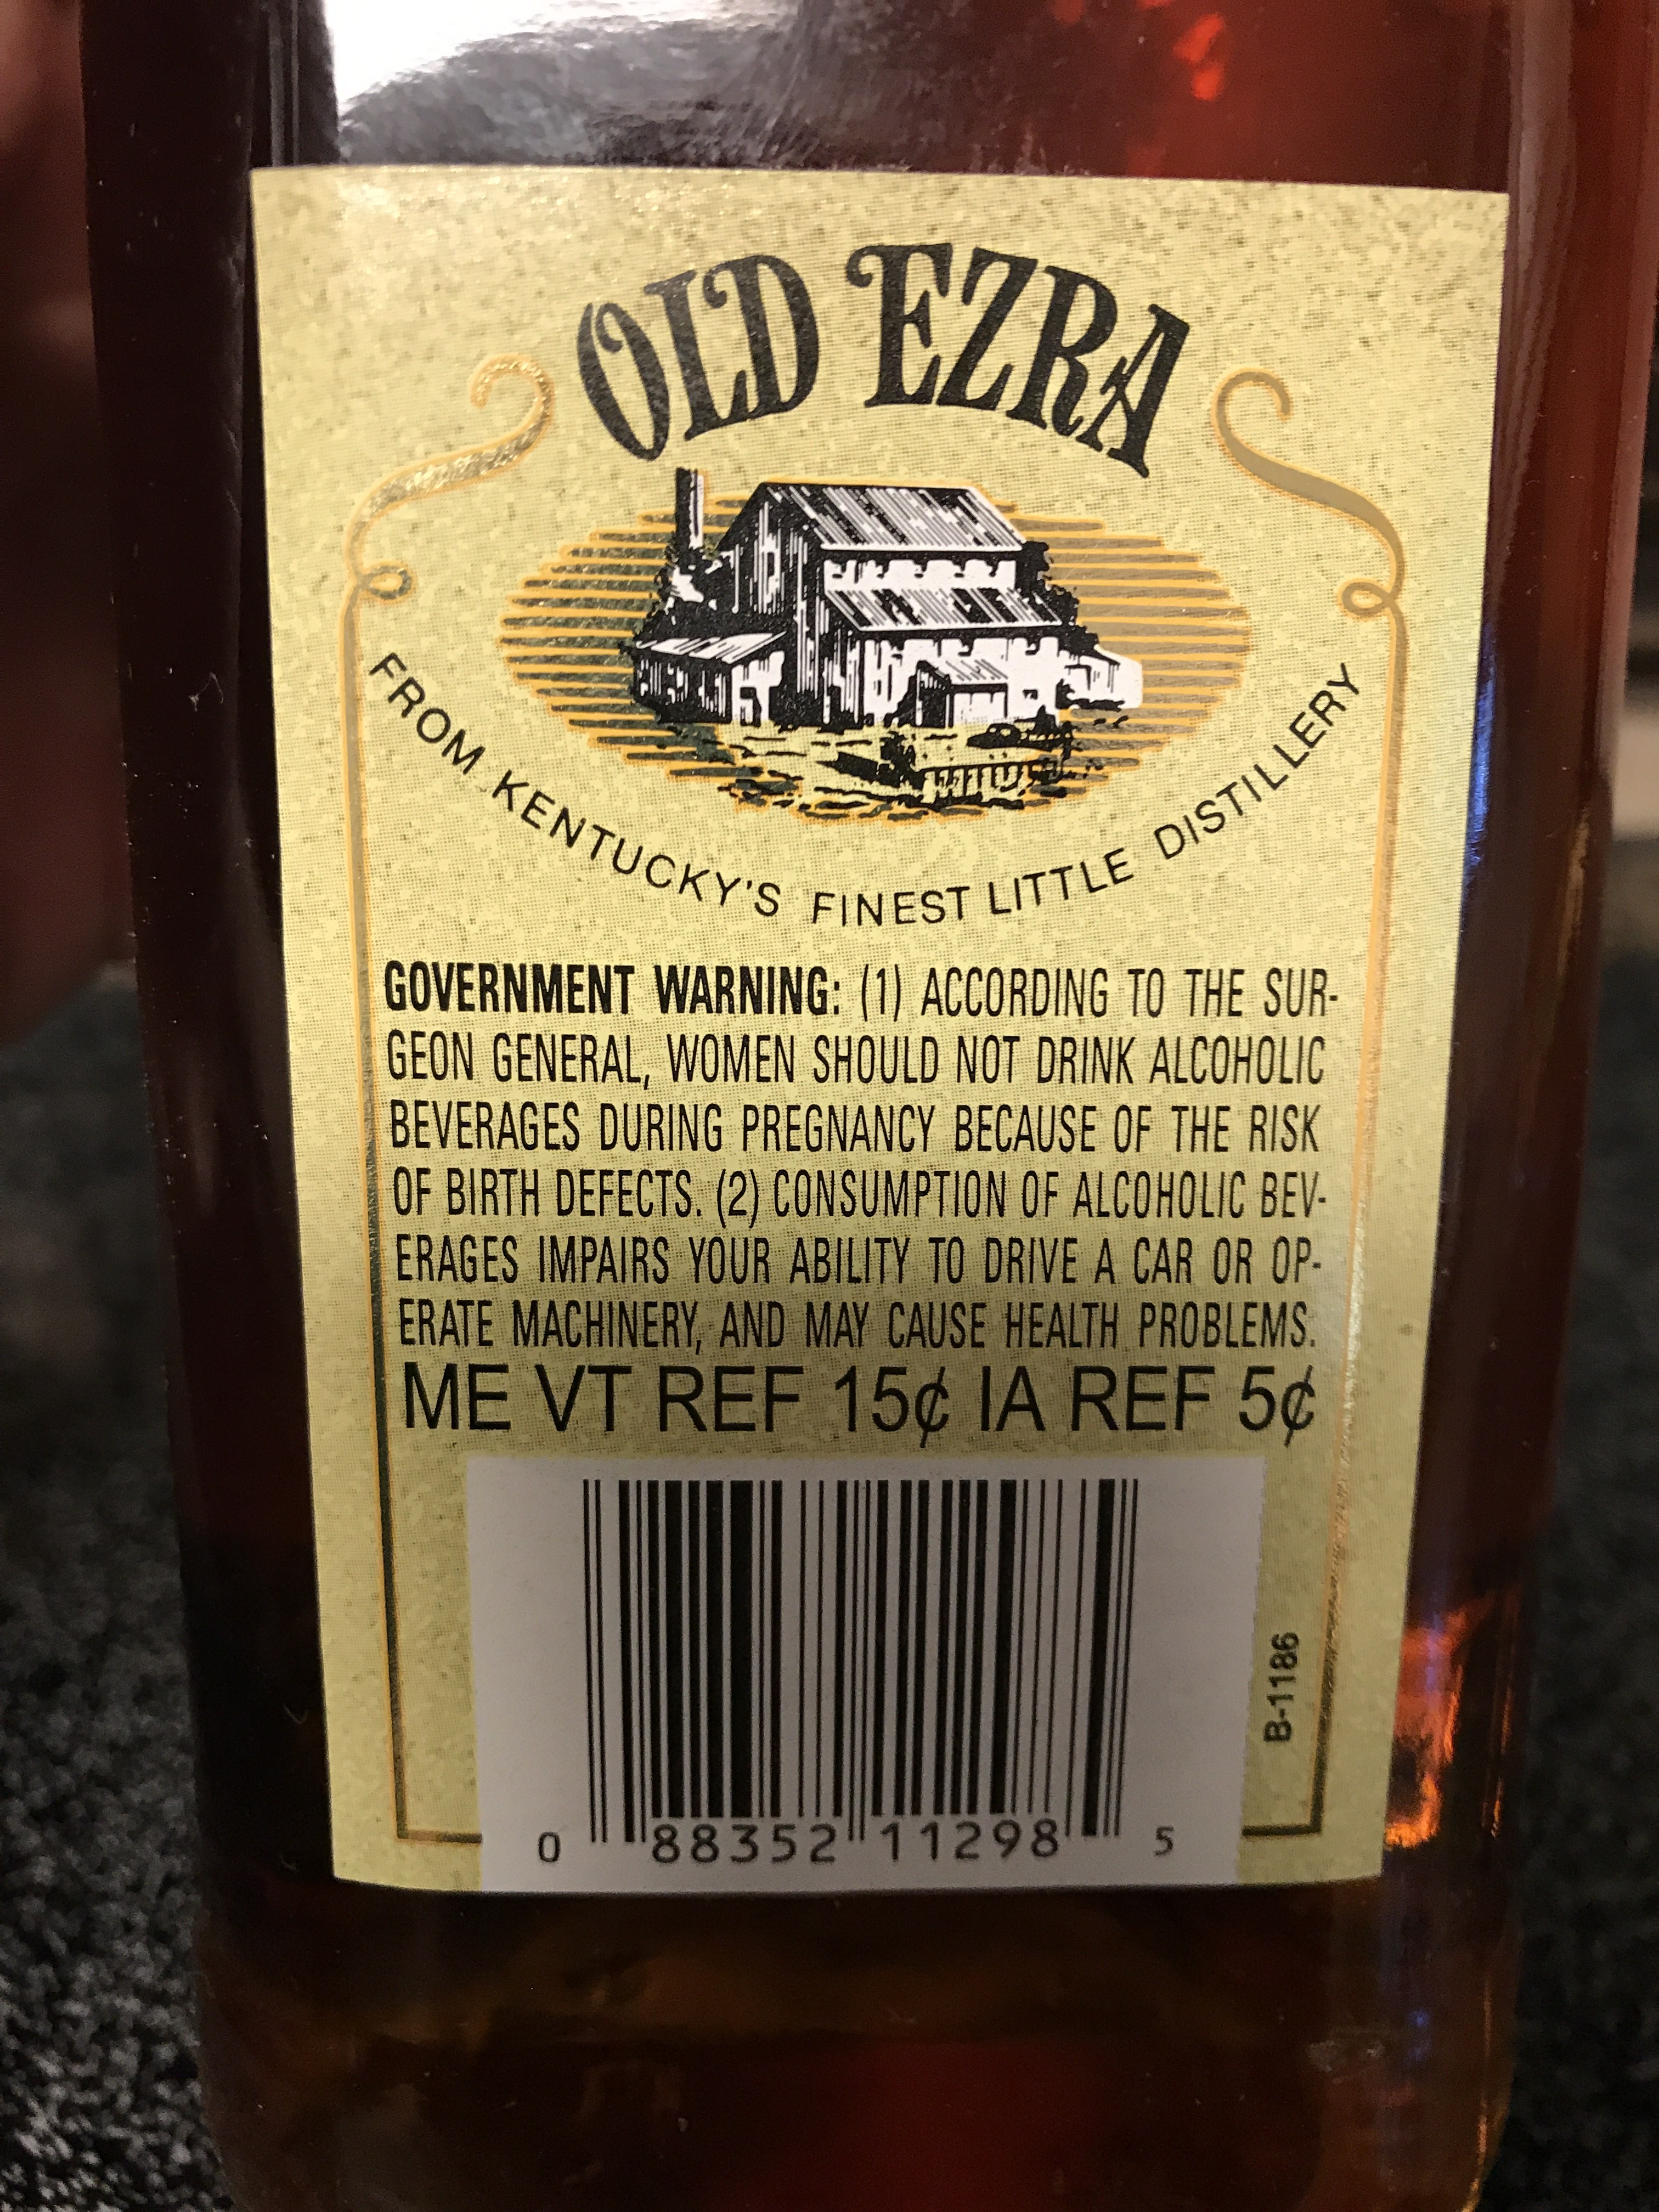 OLD EZRA
FROM KENTUCKY'S FINEST LITTLE DISTILLERY
GOVERNMENT WARNING: (1) ACCORDING TO THE SUR-
GEON GENERAL, WOMEN SHOULD NOT DRINK ALCOHOLIC
BEVERAGES DURING PREGNANCY BECAUSE OF THE RISK
OF BIRTH DEFECTS. (2) CONSUMPTION OF ALCOHOLIC BEV-
ERAGES IMPAIRS YOUR ABILITY TO DRIVE A CAR OR OP-
ERATE MACHINERY, AND MAY CAUSE HEALTH PROBLEMS.
ME VT REF 15¢ IA REF 5¢
B-1186
0 88352 11298 5